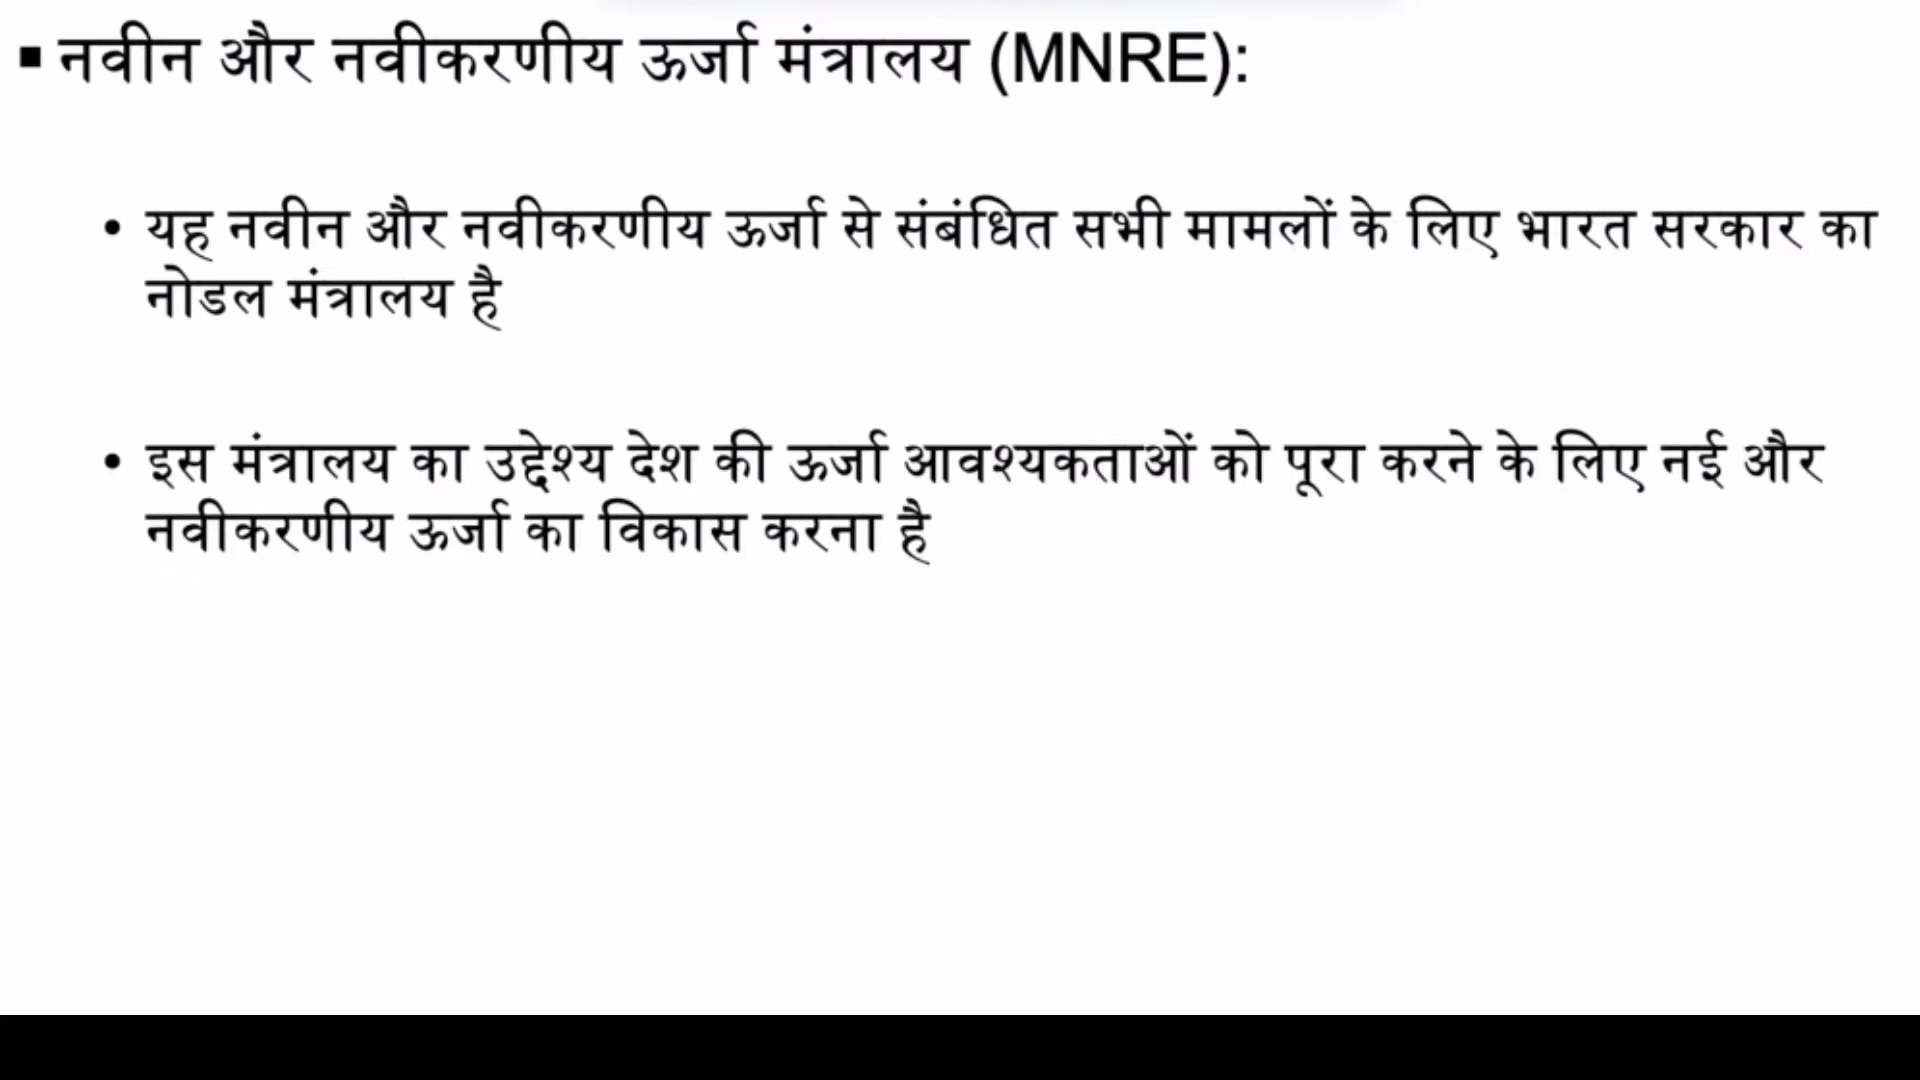 ▪ नवीन और नवीकरणीय ऊर्जा मंत्रालय (MNRE):
• यह नवीन और नवीकरणीय ऊर्जा से संबंधित सभी मामलों के लिए भारत सरकार का
नोडल मंत्रालय है
• इस मंत्रालय का उद्देश्य देश की ऊर्जा आवश्यकताओं को पूरा करने के लिए नई और
नवीकरणीय ऊर्जा का विकास करना है